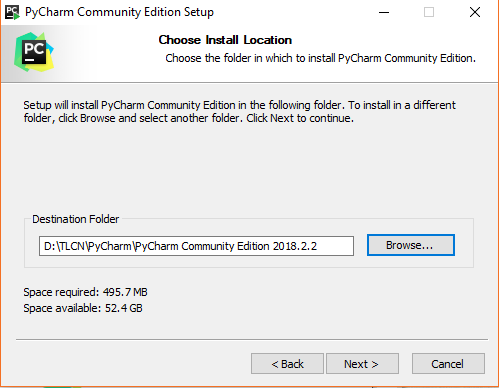 PyCharm Community Edition Setup
PC
Choose Install Location
Choose the folder in which to install PyCharm Community Edition.
Setup will install PyCharm Community Edition in the following folder. To install in a different
folder, click Browse and select another folder. Click Next to continue.
Destination Folder
D:\TLCN\PyCharm\PyCharm Community Edition 2018.2.2
Browse...
Space required: 495.7 MB
Space available: 52.4 GB
< Back
Next >
Cancel